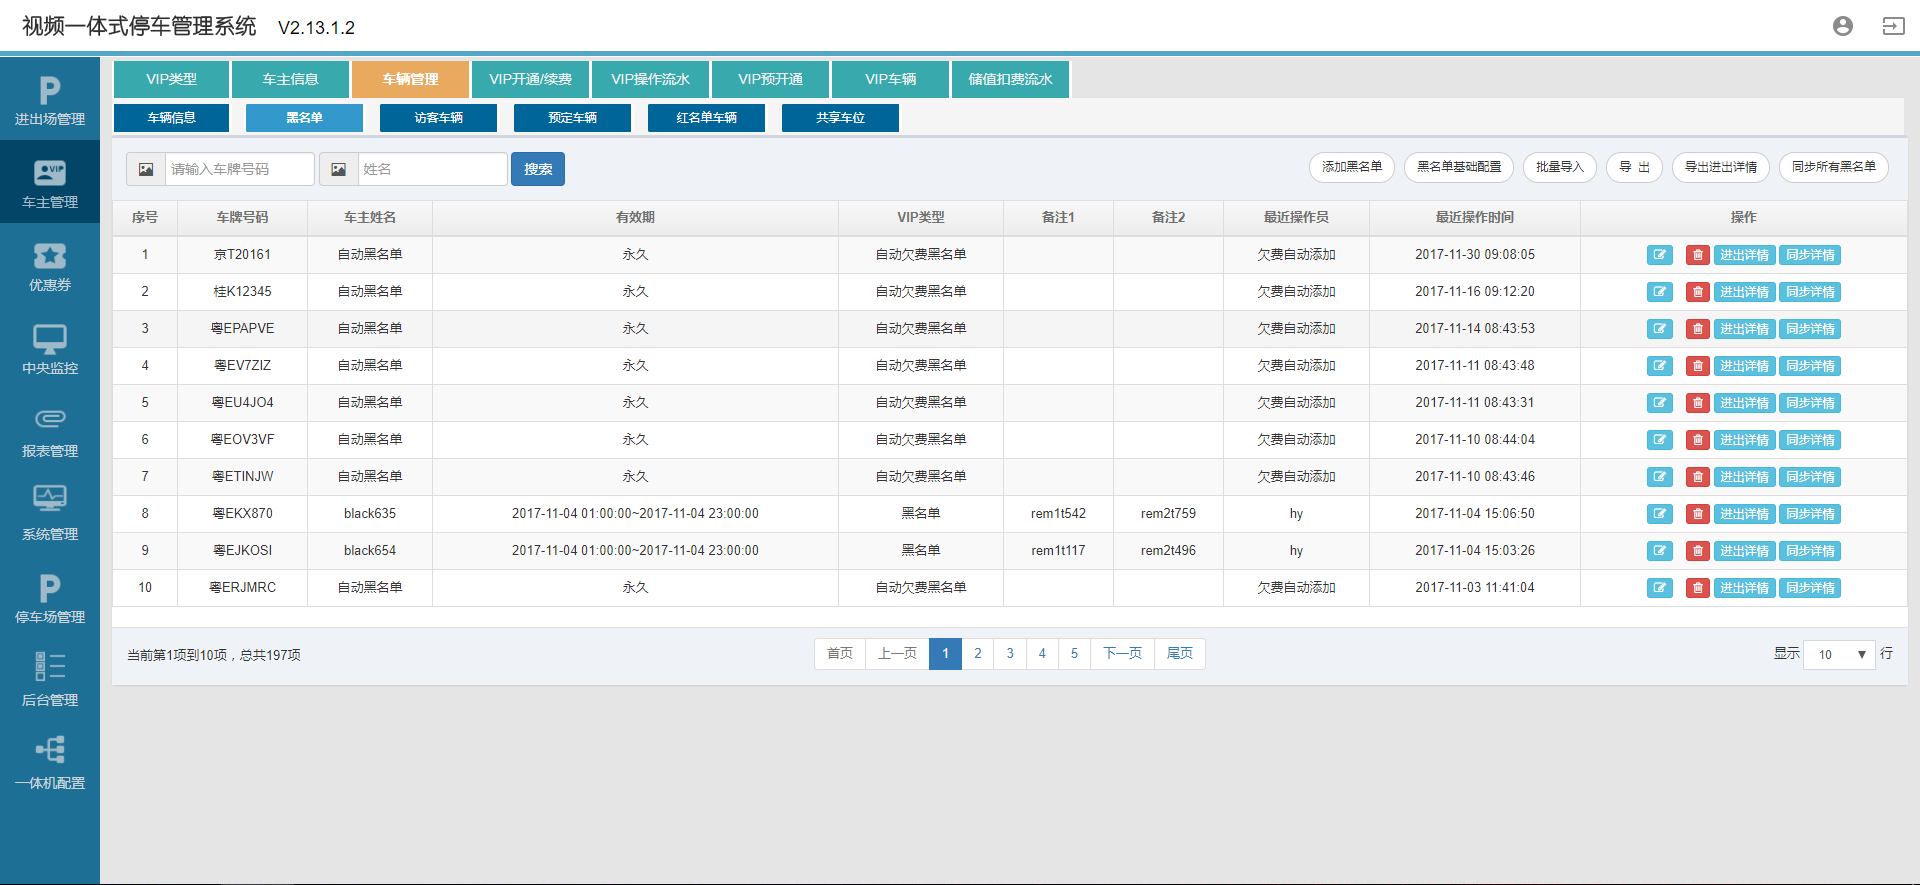 视频一体式停车管理系统 V2.13.1.2
进出场管理
车主管理
优惠券
中央监控
报表管理
系统管理
停车场管理
后台管理
一体机配置
VIP类型 车主信息 车辆管理 VIP开通/续费 VIP操作流水 VIP预开通 VIP车辆 储值扣费流水
车辆信息 黑名单 访客车辆 预定车辆 红名单车辆 共享车位
请输入车牌号码 姓名 搜索 添加黑名单 黑名单基础配置 批量导入 导 出 导出进出详情 同步所有黑名单
序号 车牌号码 车主姓名 有效期 VIP类型 备注1 备注2 最近操作员 最近操作时间 操作
1 京T20161 自动黑名单 永久 自动欠费黑名单 欠费自动添加 2017-11-30 09:08:05 进出详情 同步详情
2 桂K12345 自动黑名单 永久 自动欠费黑名单 欠费自动添加 2017-11-16 09:12:20 进出详情 同步详情
3 粤EPAPVE 自动黑名单 永久 自动欠费黑名单 欠费自动添加 2017-11-14 08:43:53 进出详情 同步详情
4 粤EV7ZIZ 自动黑名单 永久 自动欠费黑名单 欠费自动添加 2017-11-11 08:43:48 进出详情 同步详情
5 粤EU4JO4 自动黑名单 永久 自动欠费黑名单 欠费自动添加 2017-11-11 08:43:31 进出详情 同步详情
6 粤EOV3VF 自动黑名单 永久 自动欠费黑名单 欠费自动添加 2017-11-10 08:44:04 进出详情 同步详情
7 粤ETINJW 自动黑名单 永久 自动欠费黑名单 欠费自动添加 2017-11-10 08:43:46 进出详情 同步详情
8 粤EKX870 black635 2017-11-04 01:00:00~2017-11-04 23:00:00 黑名单 rem1t542 rem2t759 hy 2017-11-04 15:06:50 进出详情 同步详情
9 粤EJKOSI black654 2017-11-04 01:00:00~2017-11-04 23:00:00 黑名单 rem1t117 rem2t496 hy 2017-11-04 15:03:26 进出详情 同步详情
10 粤ERJMRC 自动黑名单 永久 自动欠费黑名单 欠费自动添加 2017-11-03 11:41:04 进出详情 同步详情
当前第1项到10项，总共197项 首页 上一页 1 2 3 4 5 下一页 尾页 显示 10 行